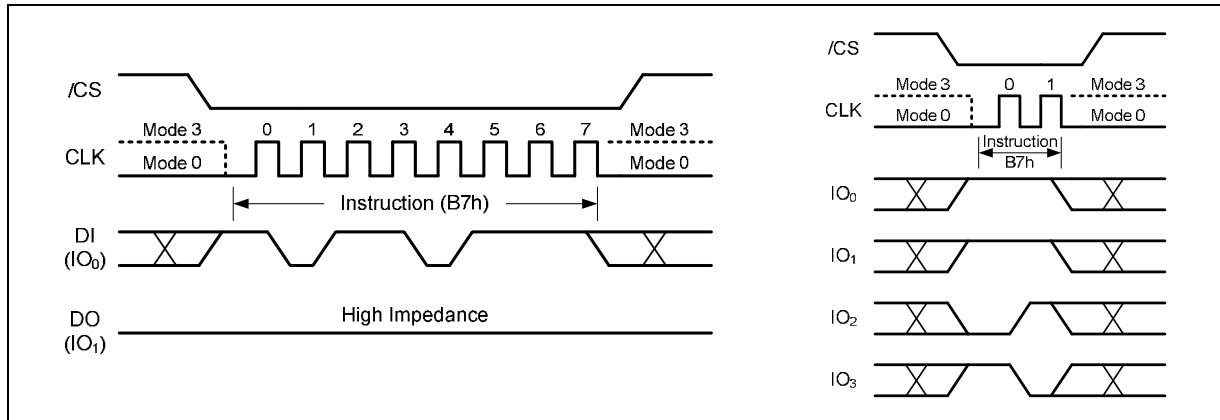 /CS
Mode 3 0 1 2 3 4 5 6 7 Mode 3
CLK Mode 0 Mode 0
Instruction (B7h)
DI
(IO₀)
High Impedance
DO
(IO₁)
/CS
Mode 3 0 1 Mode 3
CLK Mode 0 Mode 0
Instruction
B7h
IO₀
IO₁
IO₂
IO₃